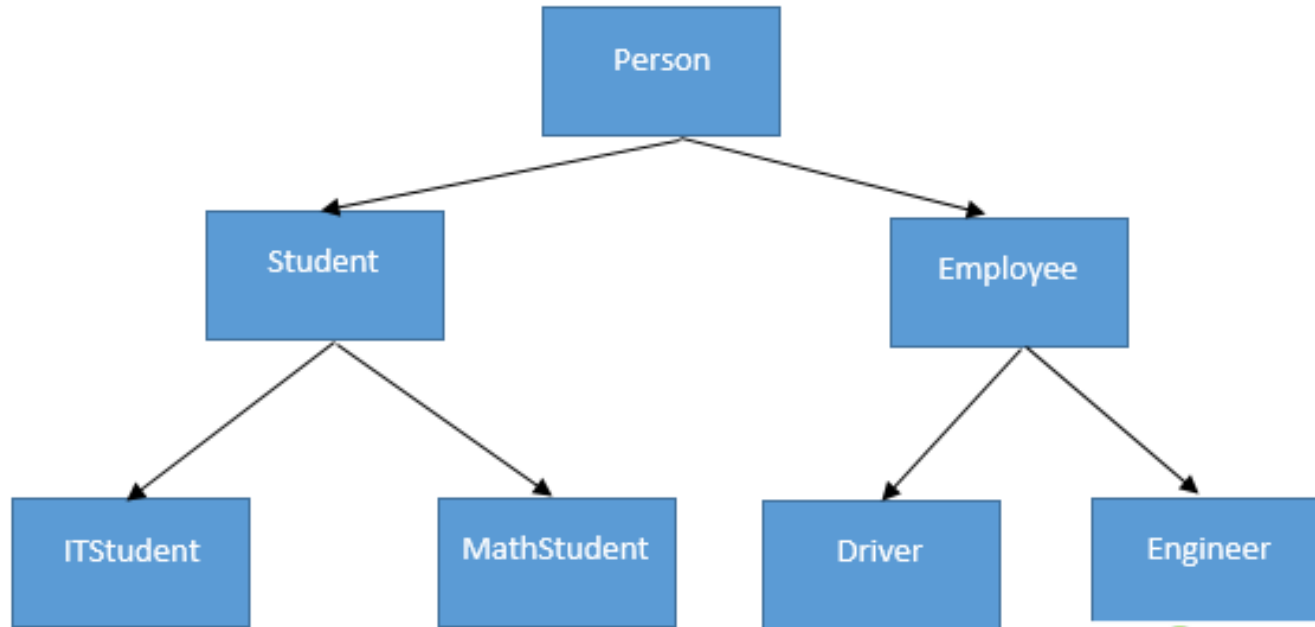 Person
Student
Employee
ITStudent
MathStudent
Driver
Engineer